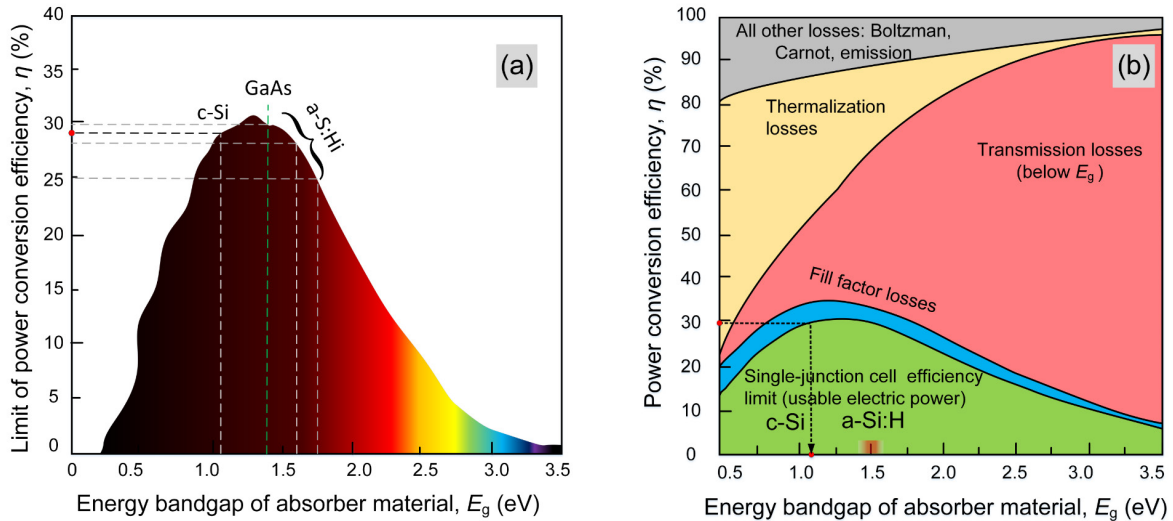 (a)
Limit of power conversion efficiency, η (%)
40
35
30
25
20
15
10
5
0
GaAs
c-Si
a-S:Hi
0
1.0
1.5
2.0
2.5
3.0
3.5
Energy bandgap of absorber material, Eg (eV)
(b)
Power conversion efficiency, η (%)
100
90
80
70
60
50
40
30
20
10
0
All other losses: Boltzman,
Carnot, emission
Thermalization
losses
Transmission losses
(below Eg )
Fill factor losses
Single-junction cell efficiency
limit (usable electric power)
c-Si
a-Si:H
0.5
1.0
1.5
2.0
2.5
3.0
3.5
Energy bandgap of absorber material, Eg (eV)